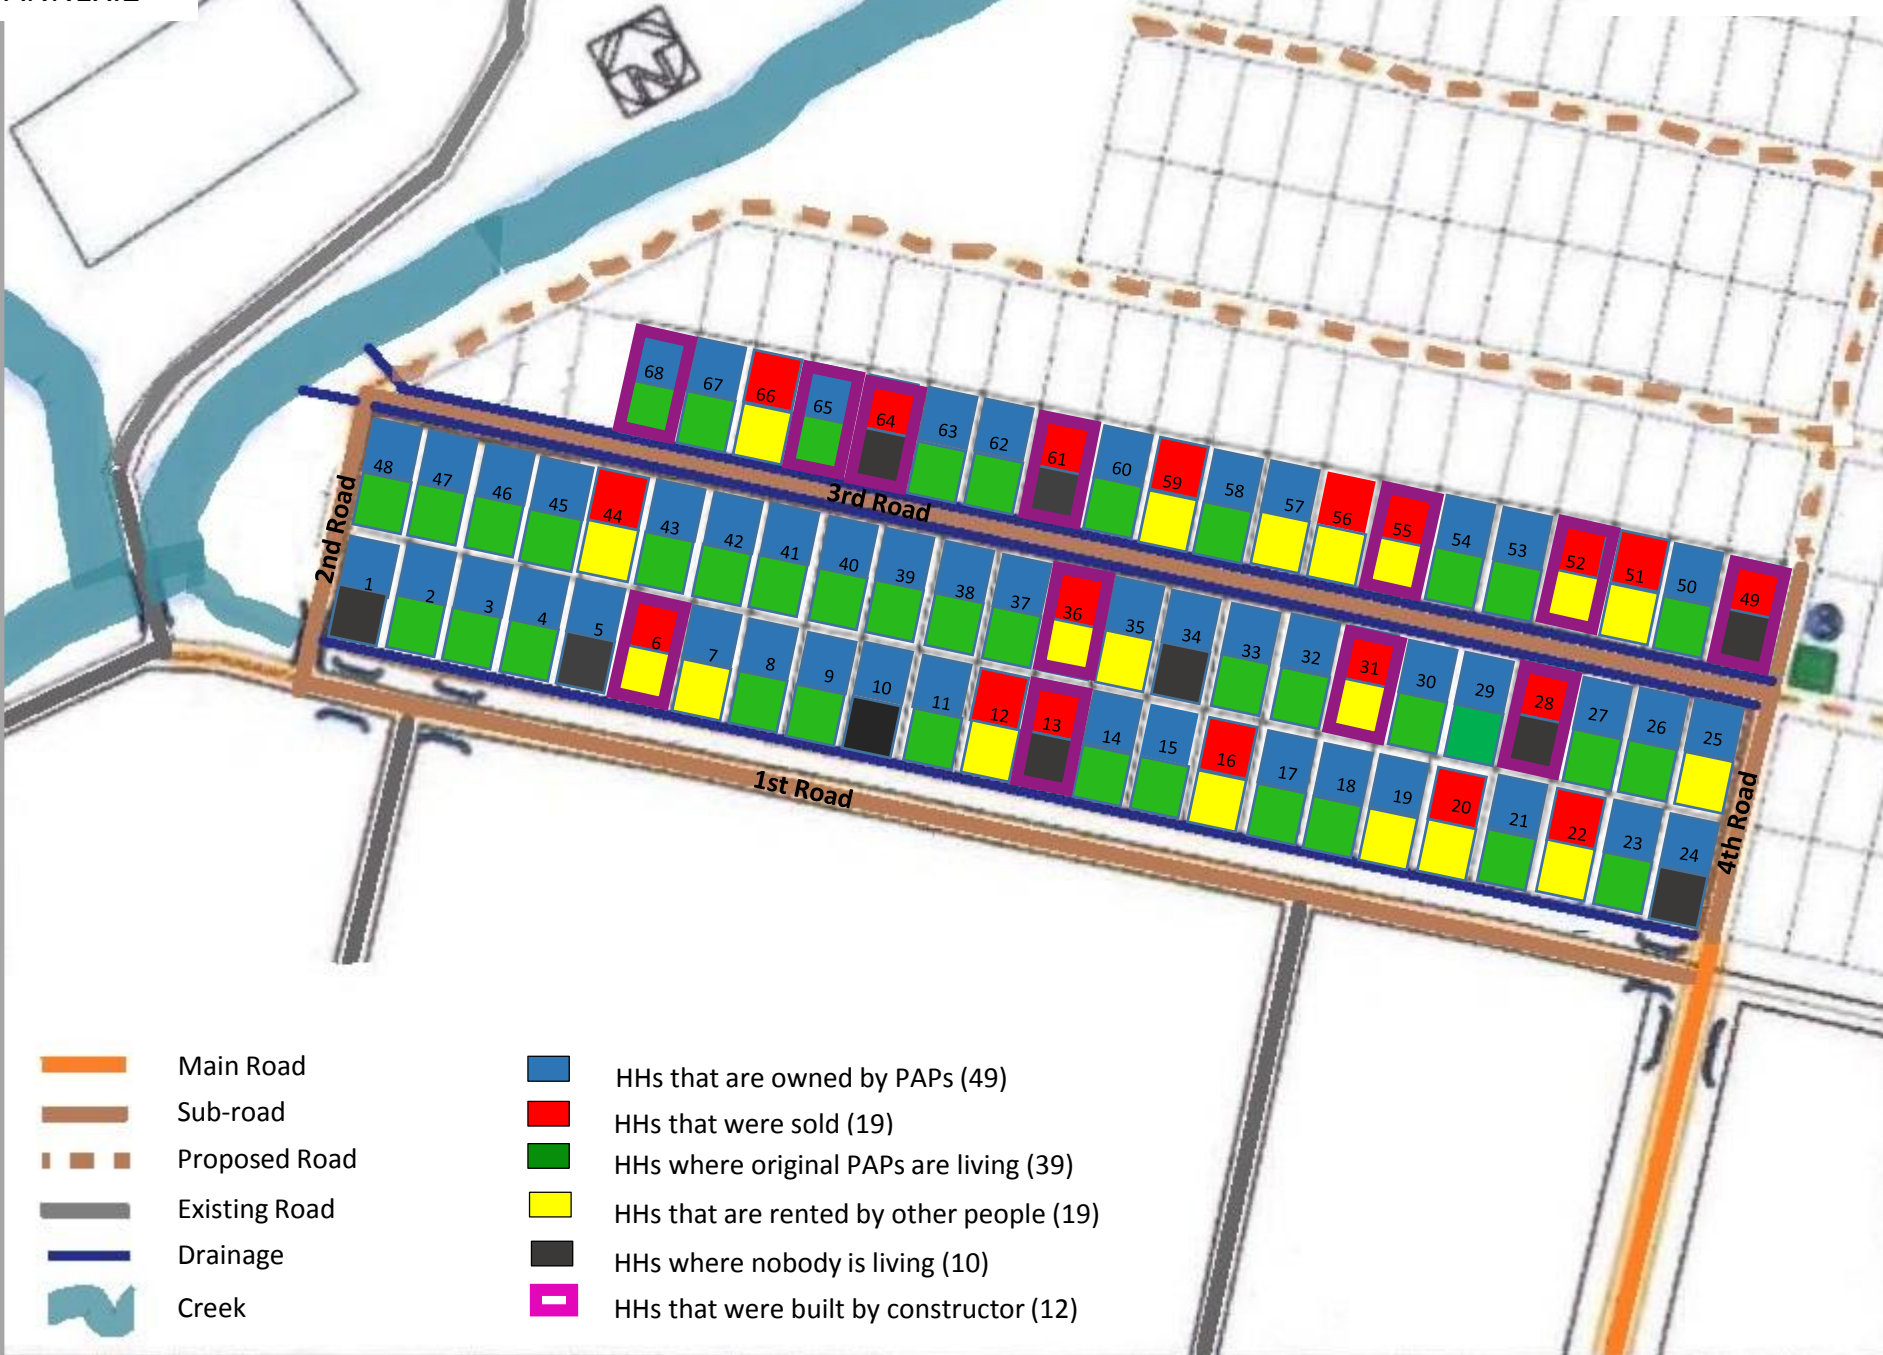 68 67 66 65 64 63 62 61 60 59 58 57 56 55 54 53 52 51 50 49
3rd Road
48 47 46 45 44 43 42 41 40 39 38 37 36 35 34 33 32 31 30 29 28 27 26 25
2nd Road
1 2 3 4 5 6 7 8 9 10 11 12 13 14 15 16 17 18 19 20 21 22 23 24
4th Road
1st Road
Main Road
Sub-road
Proposed Road
Existing Road
Drainage
Creek
HHs that are owned by PAPs (49)
HHs that were sold (19)
HHs where original PAPs are living (39)
HHs that are rented by other people (19)
HHs where nobody is living (10)
HHs that were built by constructor (12)